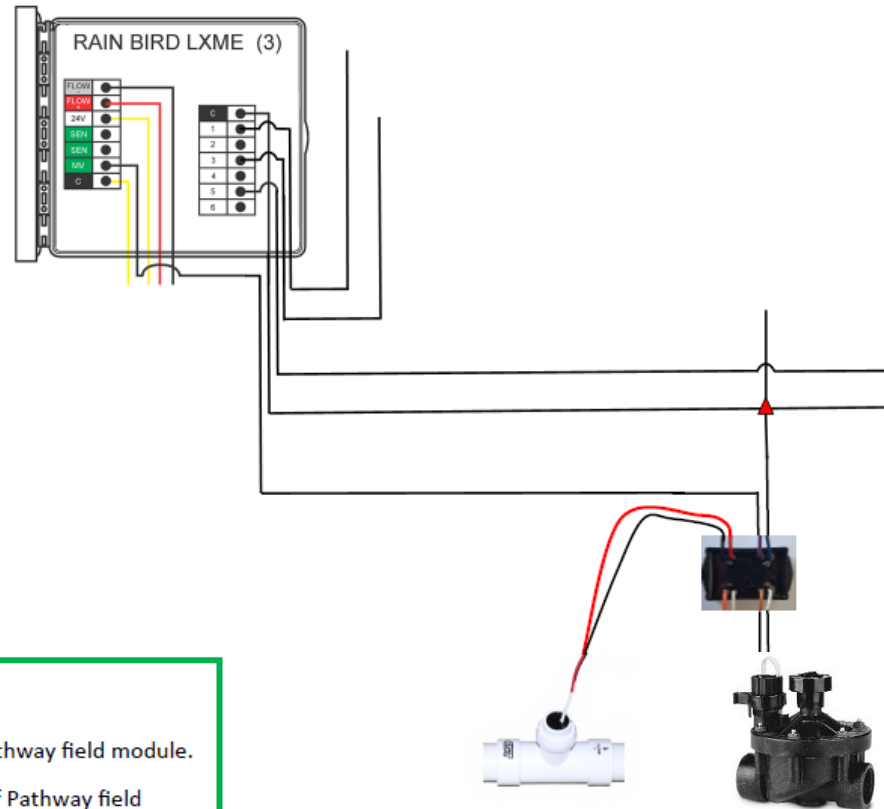 RAIN BIRD LXME (3)
FLOW
-
FLOW
+
24V
SEN
SEN
MV
C
C
1
2
3
4
5
6
thway field module.
f Pathway field